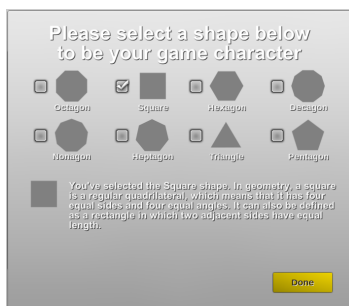 Please select a shape below
to be your game character
Octagon
Square
Hexagon
Decagon
Nonagon
Heptagon
Triangle
Pentagon
You've selected the Square shape. In geometry, a square
is a regular quadrilateral, which means that it has four
equal sides and four equal angles. It can also be defined
as a rectangle in which two adjacent sides have equal
length.
Done